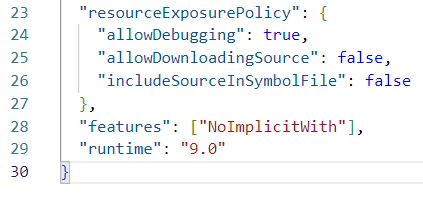 23 "resourceExposurePolicy": {
24 "allowDebugging": true,
25 "allowDownloadingSource": false,
26 "includeSourceInSymbolFile": false
27 },
28 "features": ["NoImplicitWith"],
29 "runtime": "9.0"
30 }